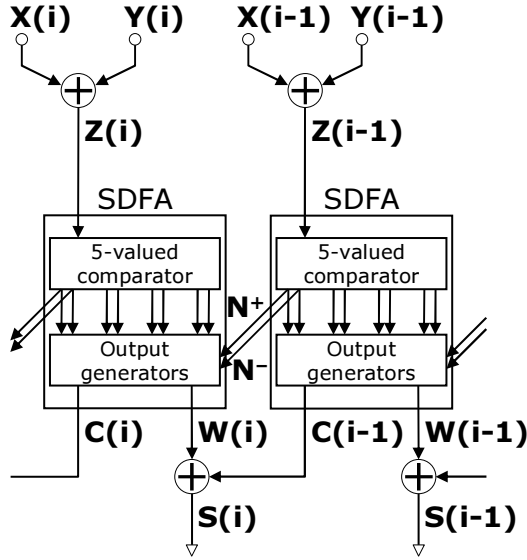 X(i) Y(i) X(i-1) Y(i-1)
Z(i) Z(i-1)
SDFA SDFA
5-valued comparator 5-valued comparator
N⁺
Output generators Output generators
N⁻
C(i) W(i) C(i-1) W(i-1)
S(i) S(i-1)